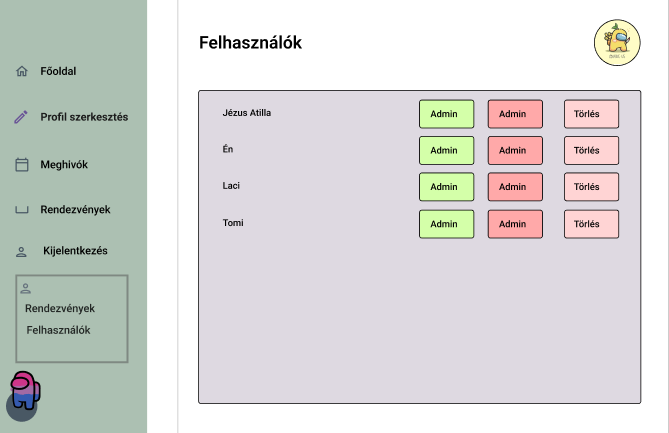 Főoldal
Profil szerkesztés
Meghivók
Rendezvények
Kijelentkezés
Rendezvények
Felhasználók
Felhasználók
Jézus Atilla Admin Admin Törlés
Én Admin Admin Törlés
Laci Admin Admin Törlés
Tomi Admin Admin Törlés